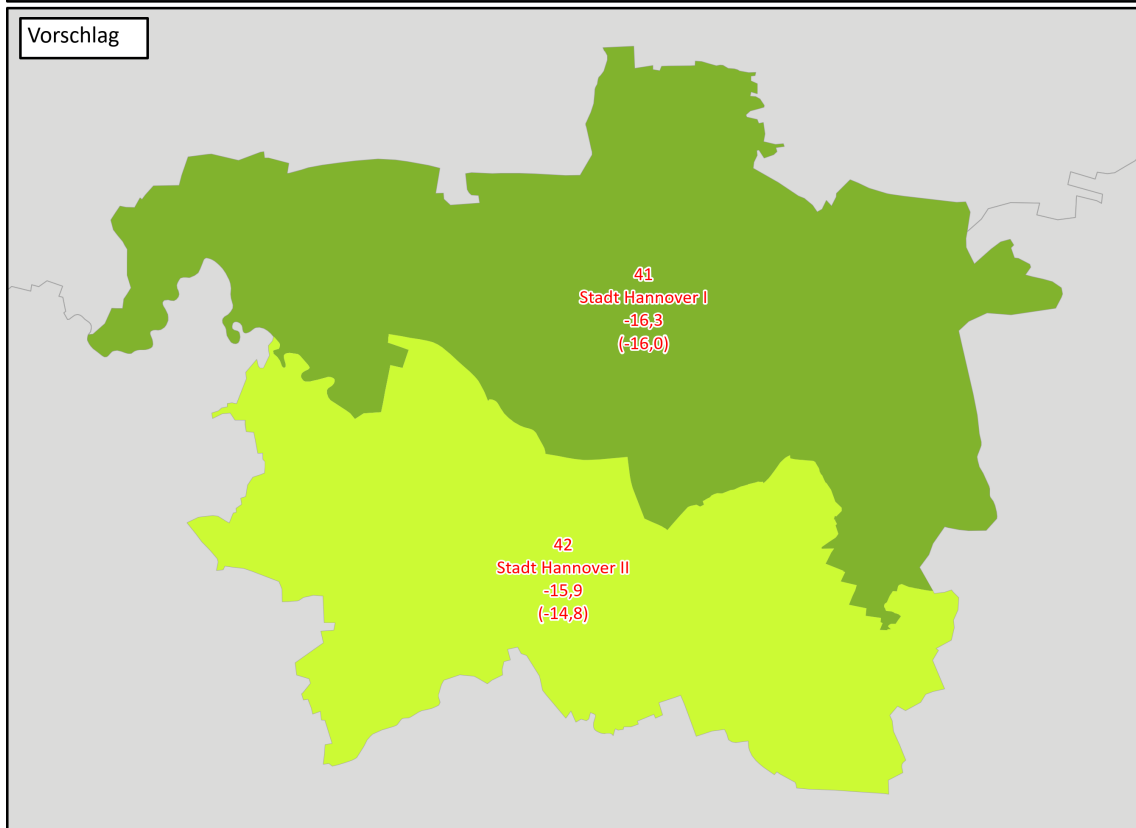 Vorschlag
41
Stadt Hannover I
-16,3
(-16,0)
42
Stadt Hannover II
-15,9
(-14,8)